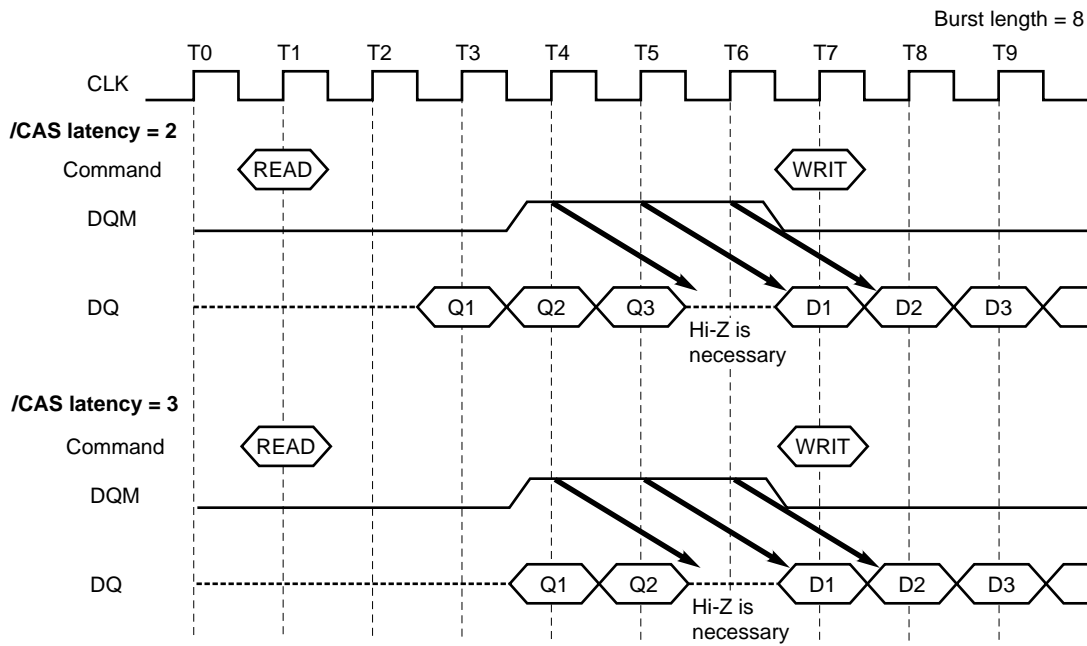 Burst length = 8
T0 T1 T2 T3 T4 T5 T6 T7 T8 T9
CLK
/CAS latency = 2
Command READ WRIT
DQM
DQ Q1 Q2 Q3 D1 D2 D3
Hi-Z is
necessary
/CAS latency = 3
Command READ WRIT
DQM
DQ Q1 Q2 D1 D2 D3
Hi-Z is
necessary